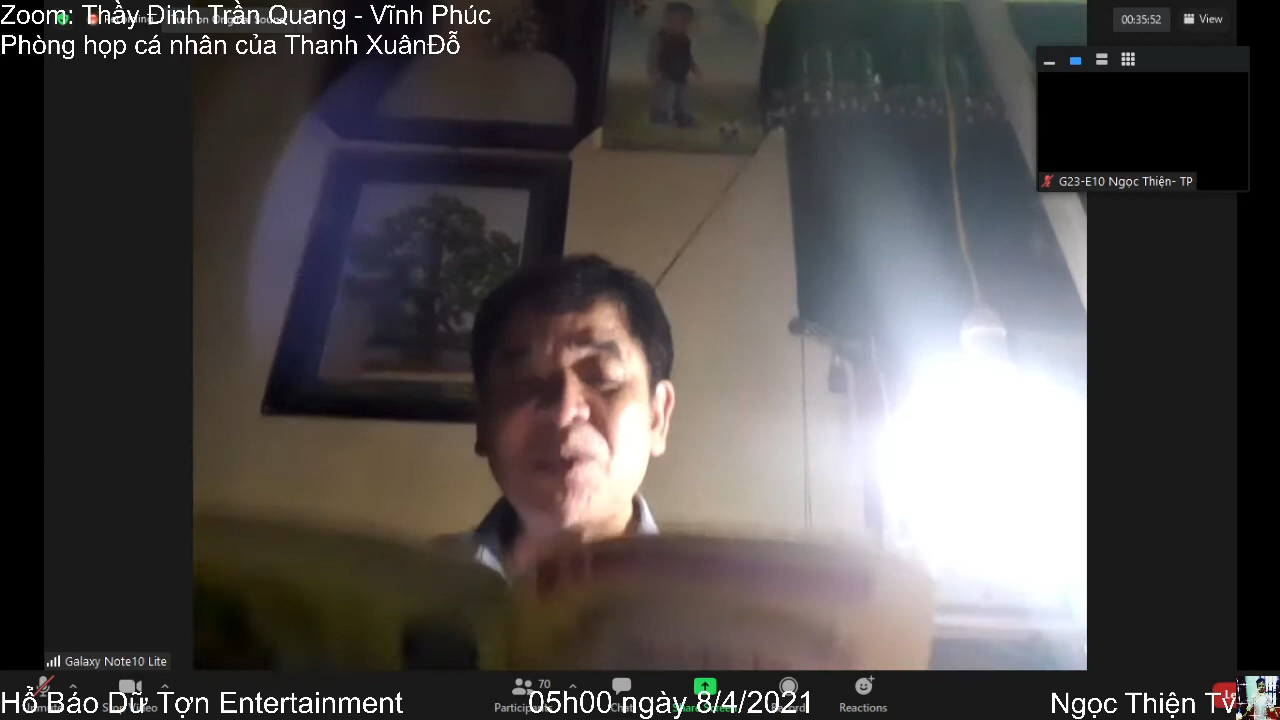 Zoom: Thầy Đinh Trần Quang - Vĩnh Phúc
Phòng họp cá nhân của Thanh XuânĐỗ
00:35:52
View
G23-E10 Ngọc Thiện- TP
Galaxy Note10 Lite
70
Reactions
Hổ Báo Dữ Tợn Entertainment
05h00 ngày 8/4/2021
Ngọc Thiện TV